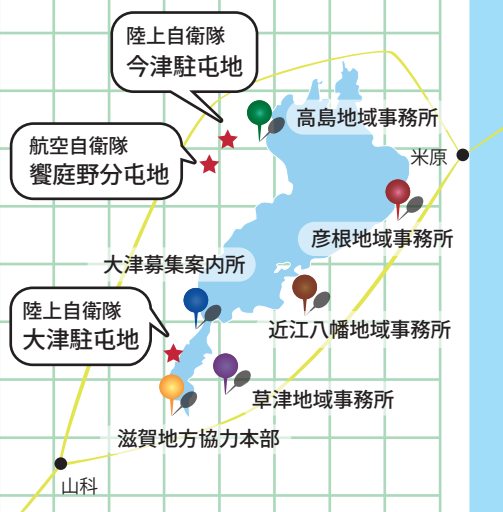 陸上自衛隊
今津駐屯地
高島地域事務所
航空自衛隊
饗庭野分屯地
米原
彦根地域事務所
大津募集案内所
陸上自衛隊
大津駐屯地
近江八幡地域事務所
草津地域事務所
滋賀地方協力本部
山科